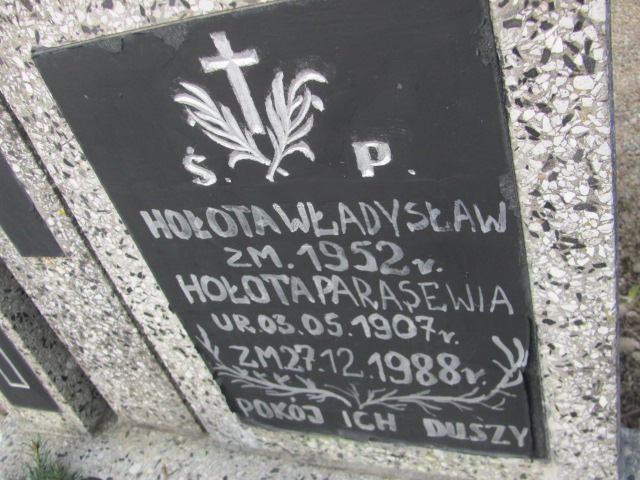 Ś. P.
HOŁOTA WŁADYSŁAW
ZM. 1952 r.
HOŁOTA PARASEWIA
UR. 03.05.1907 r.
ZM 27.12 1988 r.
POKÓJ ICH DUSZY